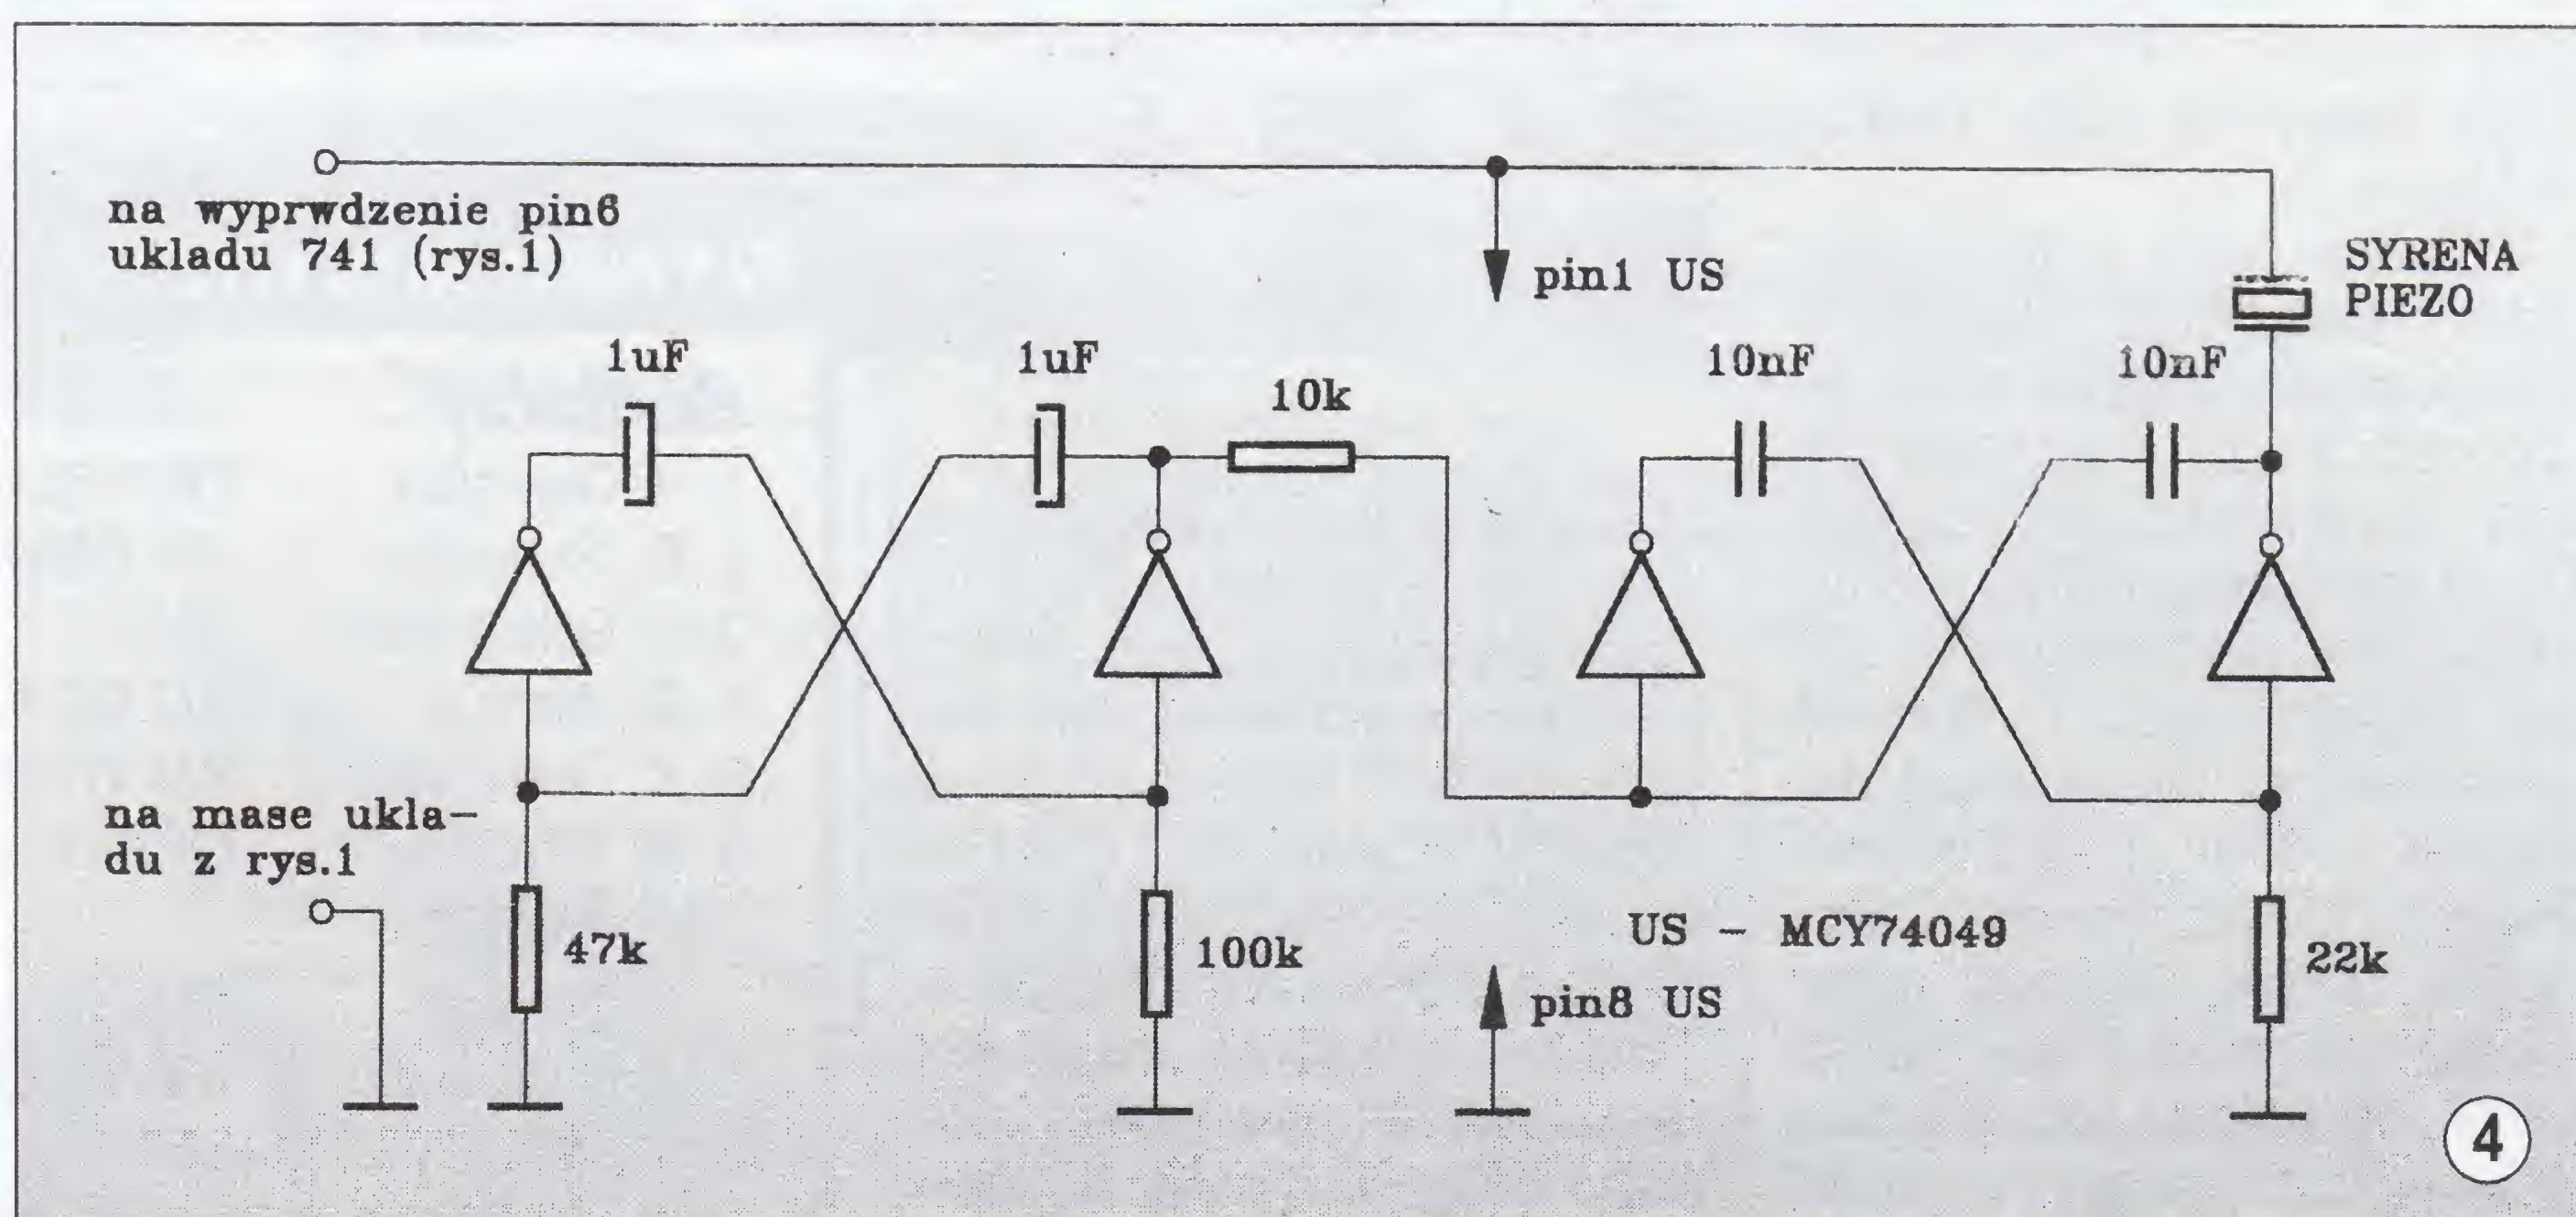 na wyprwdzenie pin6
ukladu 741 (rys.1)
pin1 US
SYRENA
PIEZO
1uF
1uF
10k
10nF
10nF
na mase ukla-
du z rys.1
47k
100k
US - MCY74049
pin8 US
22k
4